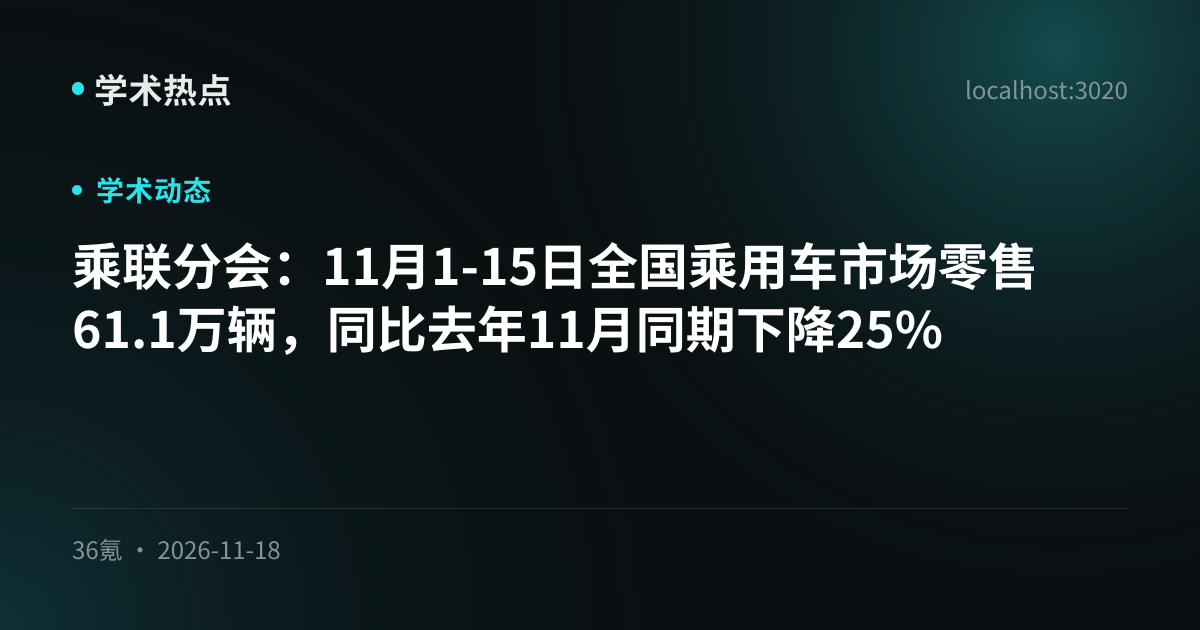 学术热点
localhost:3020
学术动态
乘联分会：11月1-15日全国乘用车市场零售
61.1万辆，同比去年11月同期下降25%
36氪 · 2026-11-18